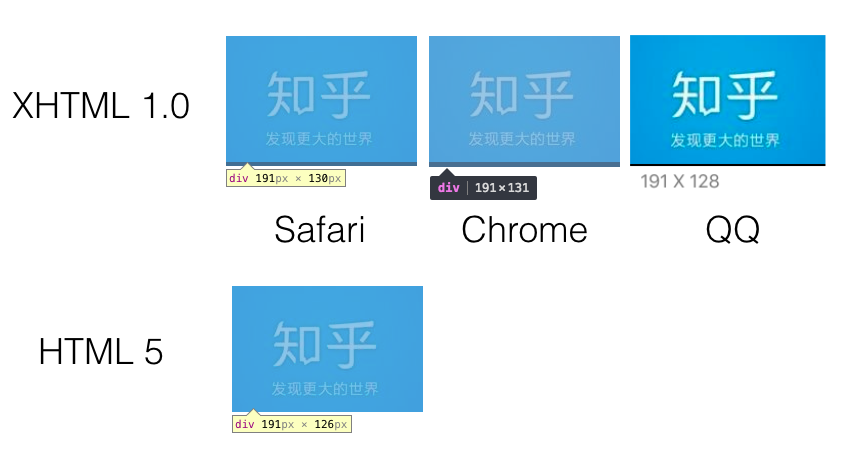 XHTML 1.0
知乎
发现更大的世界
div 191px × 130px
Safari
知乎
发现更大的世界
div 191×131
Chrome
知乎
发现更大的世界
191 X 128
QQ
HTML 5
知乎
发现更大的世界
div 191px × 126px